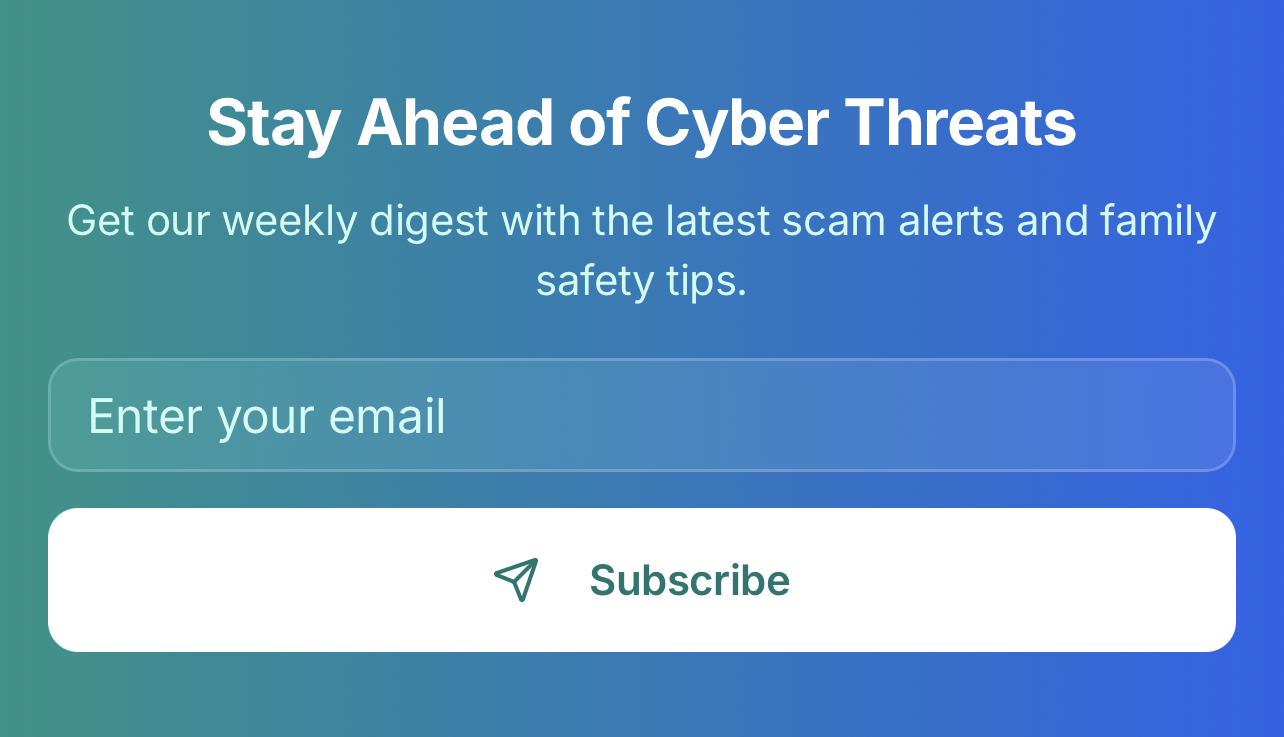 Stay Ahead of Cyber Threats
Get our weekly digest with the latest scam alerts and family
safety tips.
Enter your email
Subscribe